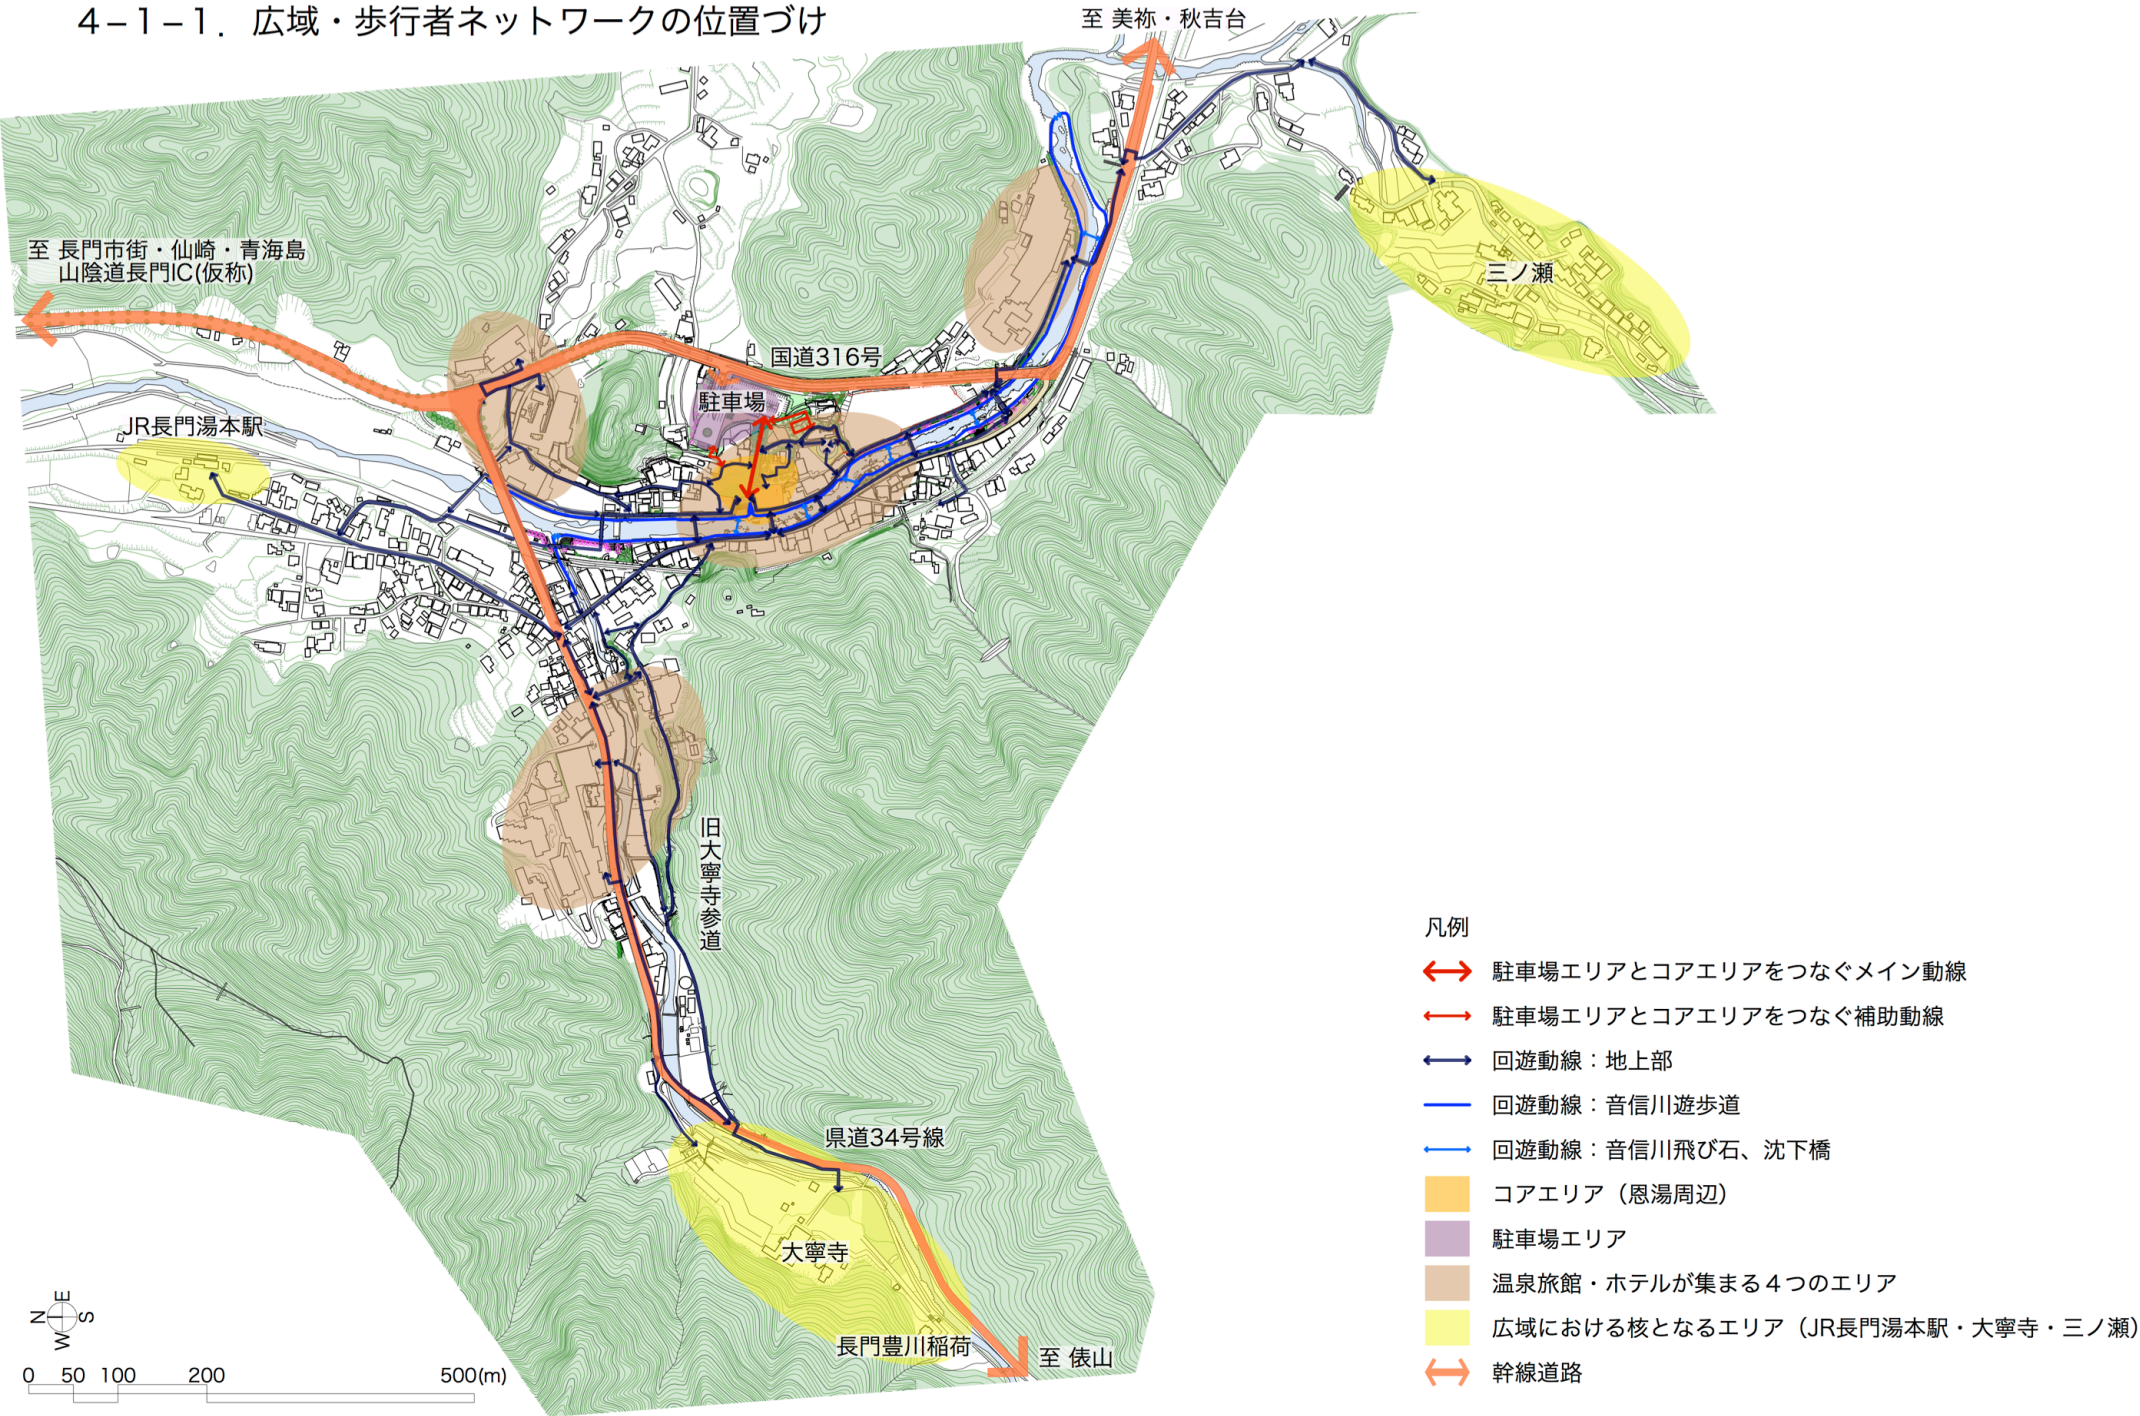 ４−１−１．広域・歩行者ネットワークの位置づけ
至 美祢・秋吉台
至 長門市街・仙崎・青海島
山陰道長門IC(仮称)
三ノ瀬
国道316号
駐車場
JR長門湯本駅
旧大寧寺参道
県道34号線
大寧寺
長門豊川稲荷
至 俵山
凡例
駐車場エリアとコアエリアをつなぐメイン動線
駐車場エリアとコアエリアをつなぐ補助動線
回遊動線：地上部
回遊動線：音信川遊歩道
回遊動線：音信川飛び石、沈下橋
コアエリア（恩湯周辺）
駐車場エリア
温泉旅館・ホテルが集まる４つのエリア
広域における核となるエリア（JR長門湯本駅・大寧寺・三ノ瀬）
幹線道路
E
N S
W
0 50 100 200 500(m)